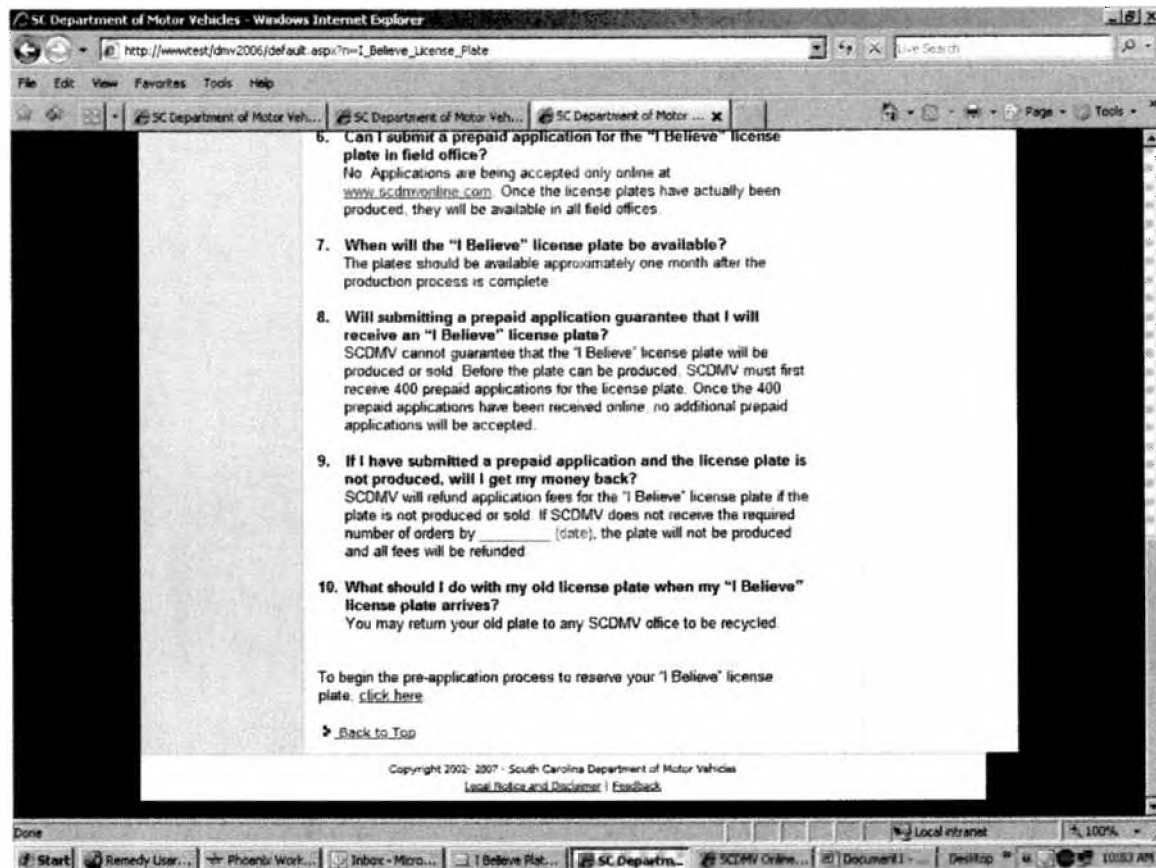 SC Department of Motor Vehicles - Windows Internet Explorer
http://wwwtest/dmv2006/default.aspx?n=I_Believe_License_Plate
Live Search
File Edit View Favorites Tools Help
SC Department of Motor Veh... SC Department of Motor Veh... SC Department of Motor ... Page Tools
6. Can I submit a prepaid application for the "I Believe" license
plate in field office?
No. Applications are being accepted only online at
www.scdmvonline.com. Once the license plates have actually been
produced, they will be available in all field offices.
7. When will the "I Believe" license plate be available?
The plates should be available approximately one month after the
production process is complete
8. Will submitting a prepaid application guarantee that I will
receive an "I Believe" license plate?
SCDMV cannot guarantee that the "I Believe" license plate will be
produced or sold. Before the plate can be produced, SCDMV must first
receive 400 prepaid applications for the license plate. Once the 400
prepaid applications have been received online, no additional prepaid
applications will be accepted.
9. If I have submitted a prepaid application and the license plate is
not produced, will I get my money back?
SCDMV will refund application fees for the "I Believe" license plate if the
plate is not produced or sold. If SCDMV does not receive the required
number of orders by _________ (date), the plate will not be produced
and all fees will be refunded
10. What should I do with my old license plate when my "I Believe"
license plate arrives?
You may return your old plate to any SCDMV office to be recycled.
To begin the pre-application process to reserve your "I Believe" license
plate, click here.
Back to Top
Copyright 2002- 2007 - South Carolina Department of Motor Vehicles
Legal Notice and Disclaimer | Feedback
Done Local intranet 100%
Start Remedy User... Phoenix Work... Inbox - Micro... I Believe Plat... SC Departm... SCDMV Online... Document1 - ... Desktop AM